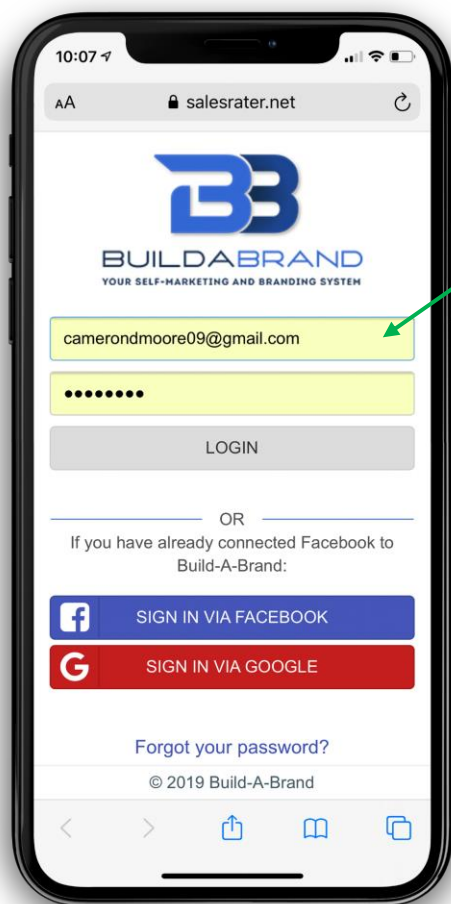 10:07
AA salesrater.net
BUILDABRAND
YOUR SELF-MARKETING AND BRANDING SYSTEM
camerondmoore09@gmail.com
••••••••
LOGIN
OR
If you have already connected Facebook to
Build-A-Brand:
f SIGN IN VIA FACEBOOK
G SIGN IN VIA GOOGLE
Forgot your password?
© 2019 Build-A-Brand